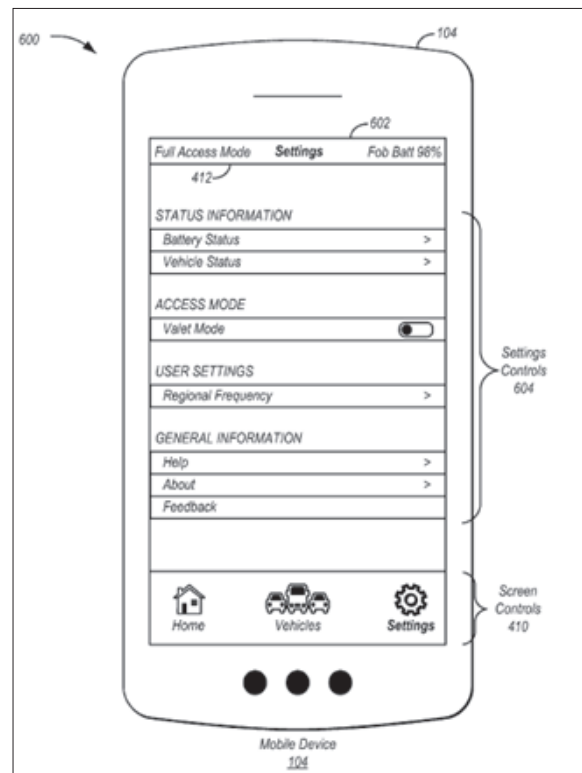 600
104
602
Full Access Mode Settings Fob Batt 98%
412
STATUS INFORMATION
Battery Status >
Vehicle Status >
ACCESS MODE
Valet Mode
USER SETTINGS
Regional Frequency >
GENERAL INFORMATION
Help >
About >
Feedback
Settings
Controls
604
Home Vehicles Settings
Screen
Controls
410
Mobile Device
104